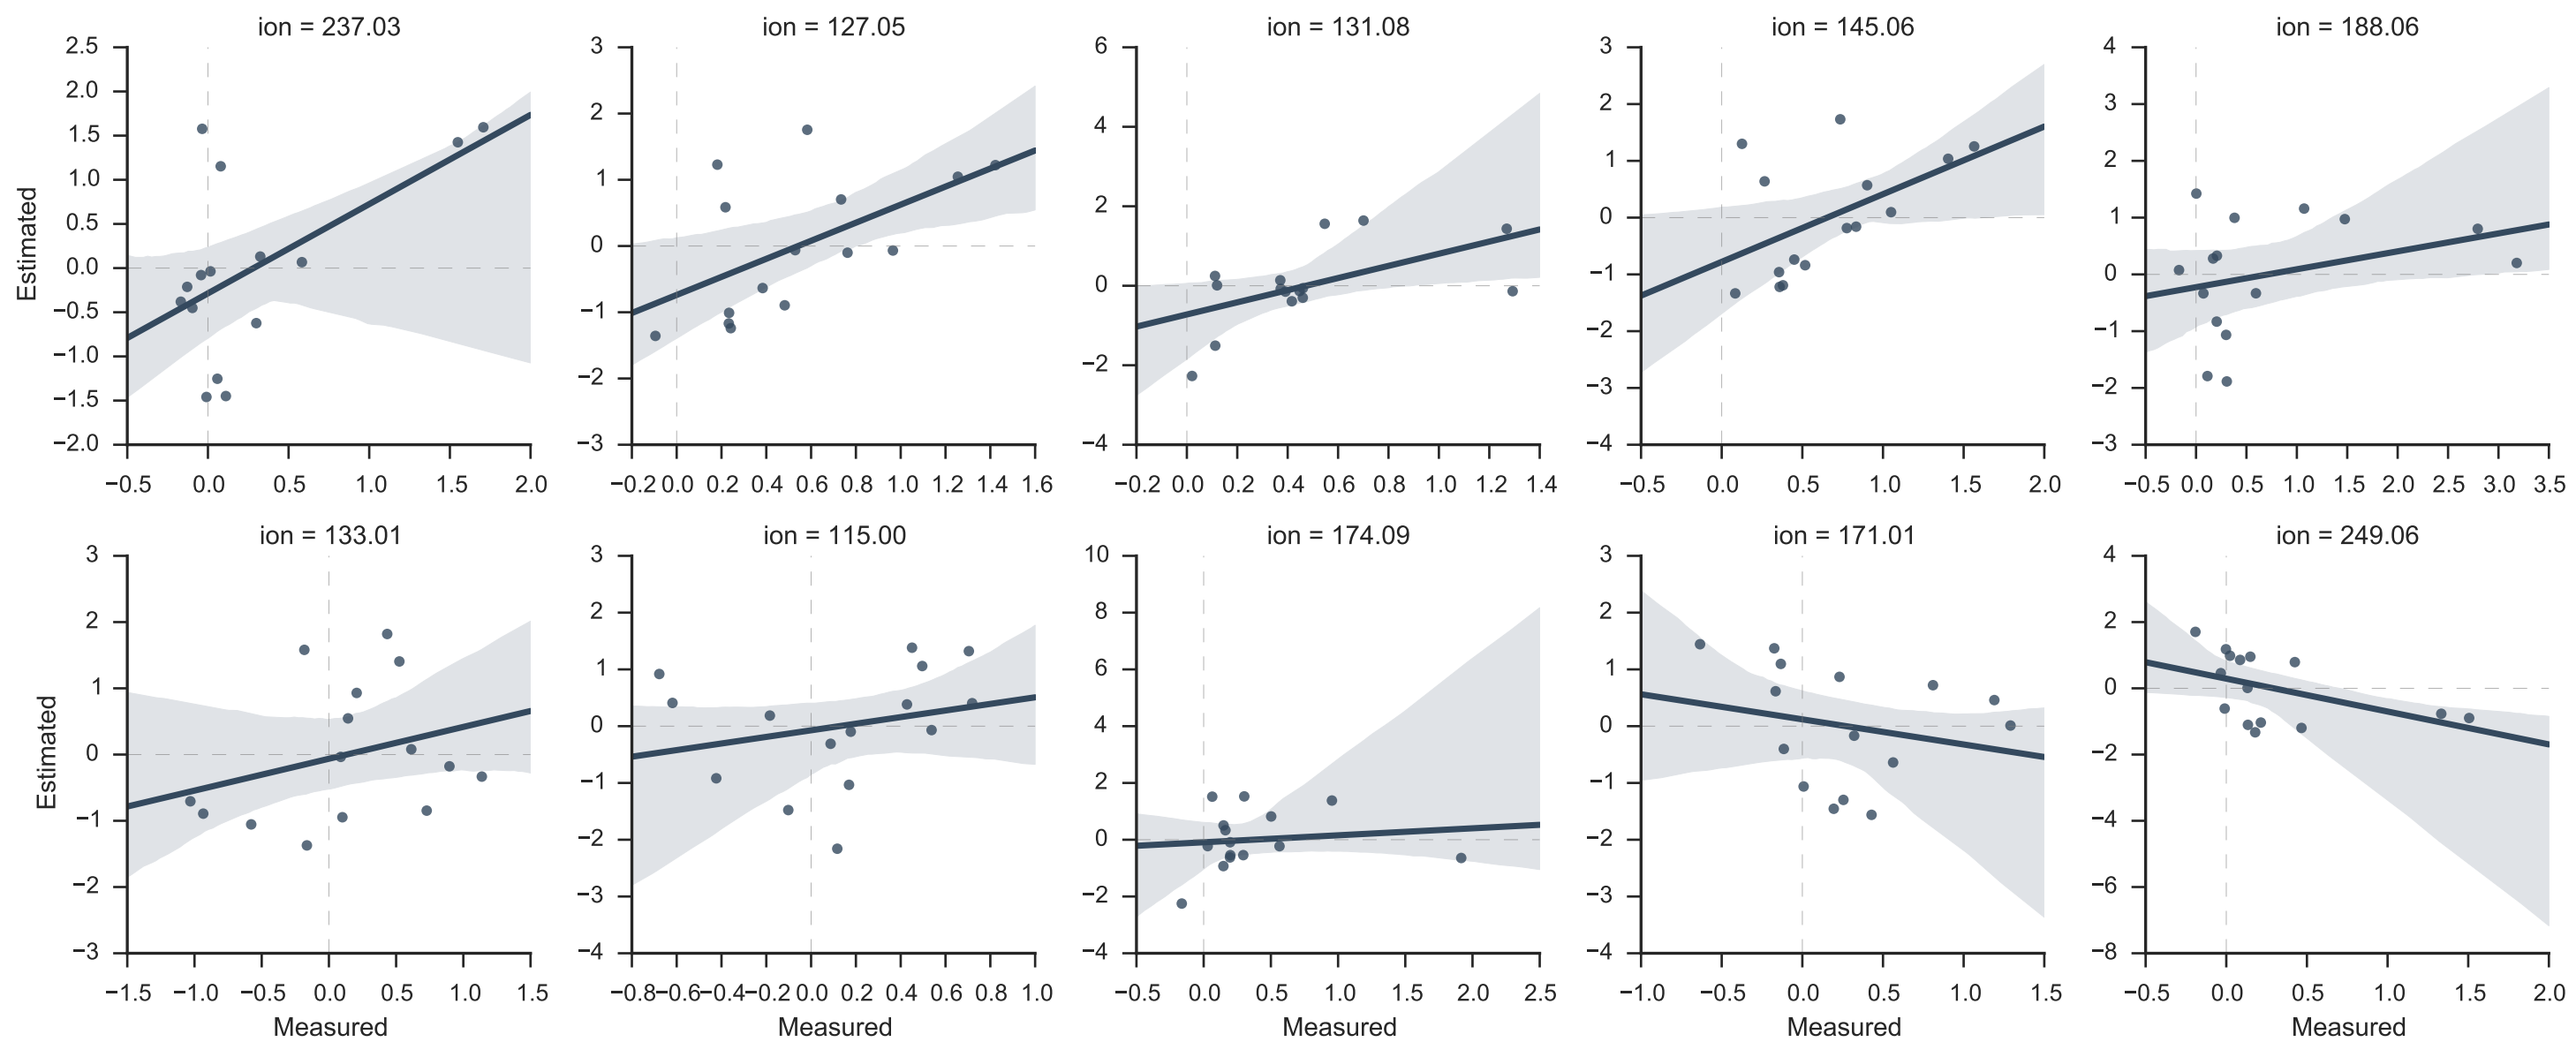 ion = 237.03
ion = 127.05
ion = 131.08
ion = 145.06
ion = 188.06
Estimated
2.5
2.0
1.5
1.0
0.5
0.0
−0.5
−1.0
−1.5
−2.0
−0.5 0.0 0.5 1.0 1.5 2.0
3
2
1
0
−1
−2
−3
−0.2 0.0 0.2 0.4 0.6 0.8 1.0 1.2 1.4 1.6
6
4
2
0
−2
−4
−0.2 0.0 0.2 0.4 0.6 0.8 1.0 1.2 1.4
3
2
1
0
−1
−2
−3
−4
−0.5 0.0 0.5 1.0 1.5 2.0
4
3
2
1
0
−1
−2
−3
−0.5 0.0 0.5 1.0 1.5 2.0 2.5 3.0 3.5
ion = 133.01
ion = 115.00
ion = 174.09
ion = 171.01
ion = 249.06
Estimated
3
2
1
0
−1
−2
−3
−1.5 −1.0 −0.5 0.0 0.5 1.0 1.5
Measured
3
2
1
0
−1
−2
−3
−4
−0.8 −0.6 −0.4 −0.2 0.0 0.2 0.4 0.6 0.8 1.0
Measured
10
8
6
4
2
0
−2
−4
−0.5 0.0 0.5 1.0 1.5 2.0 2.5
Measured
3
2
1
0
−1
−2
−3
−4
−1.0 −0.5 0.0 0.5 1.0 1.5
Measured
4
2
0
−2
−4
−6
−8
−0.5 0.0 0.5 1.0 1.5 2.0
Measured